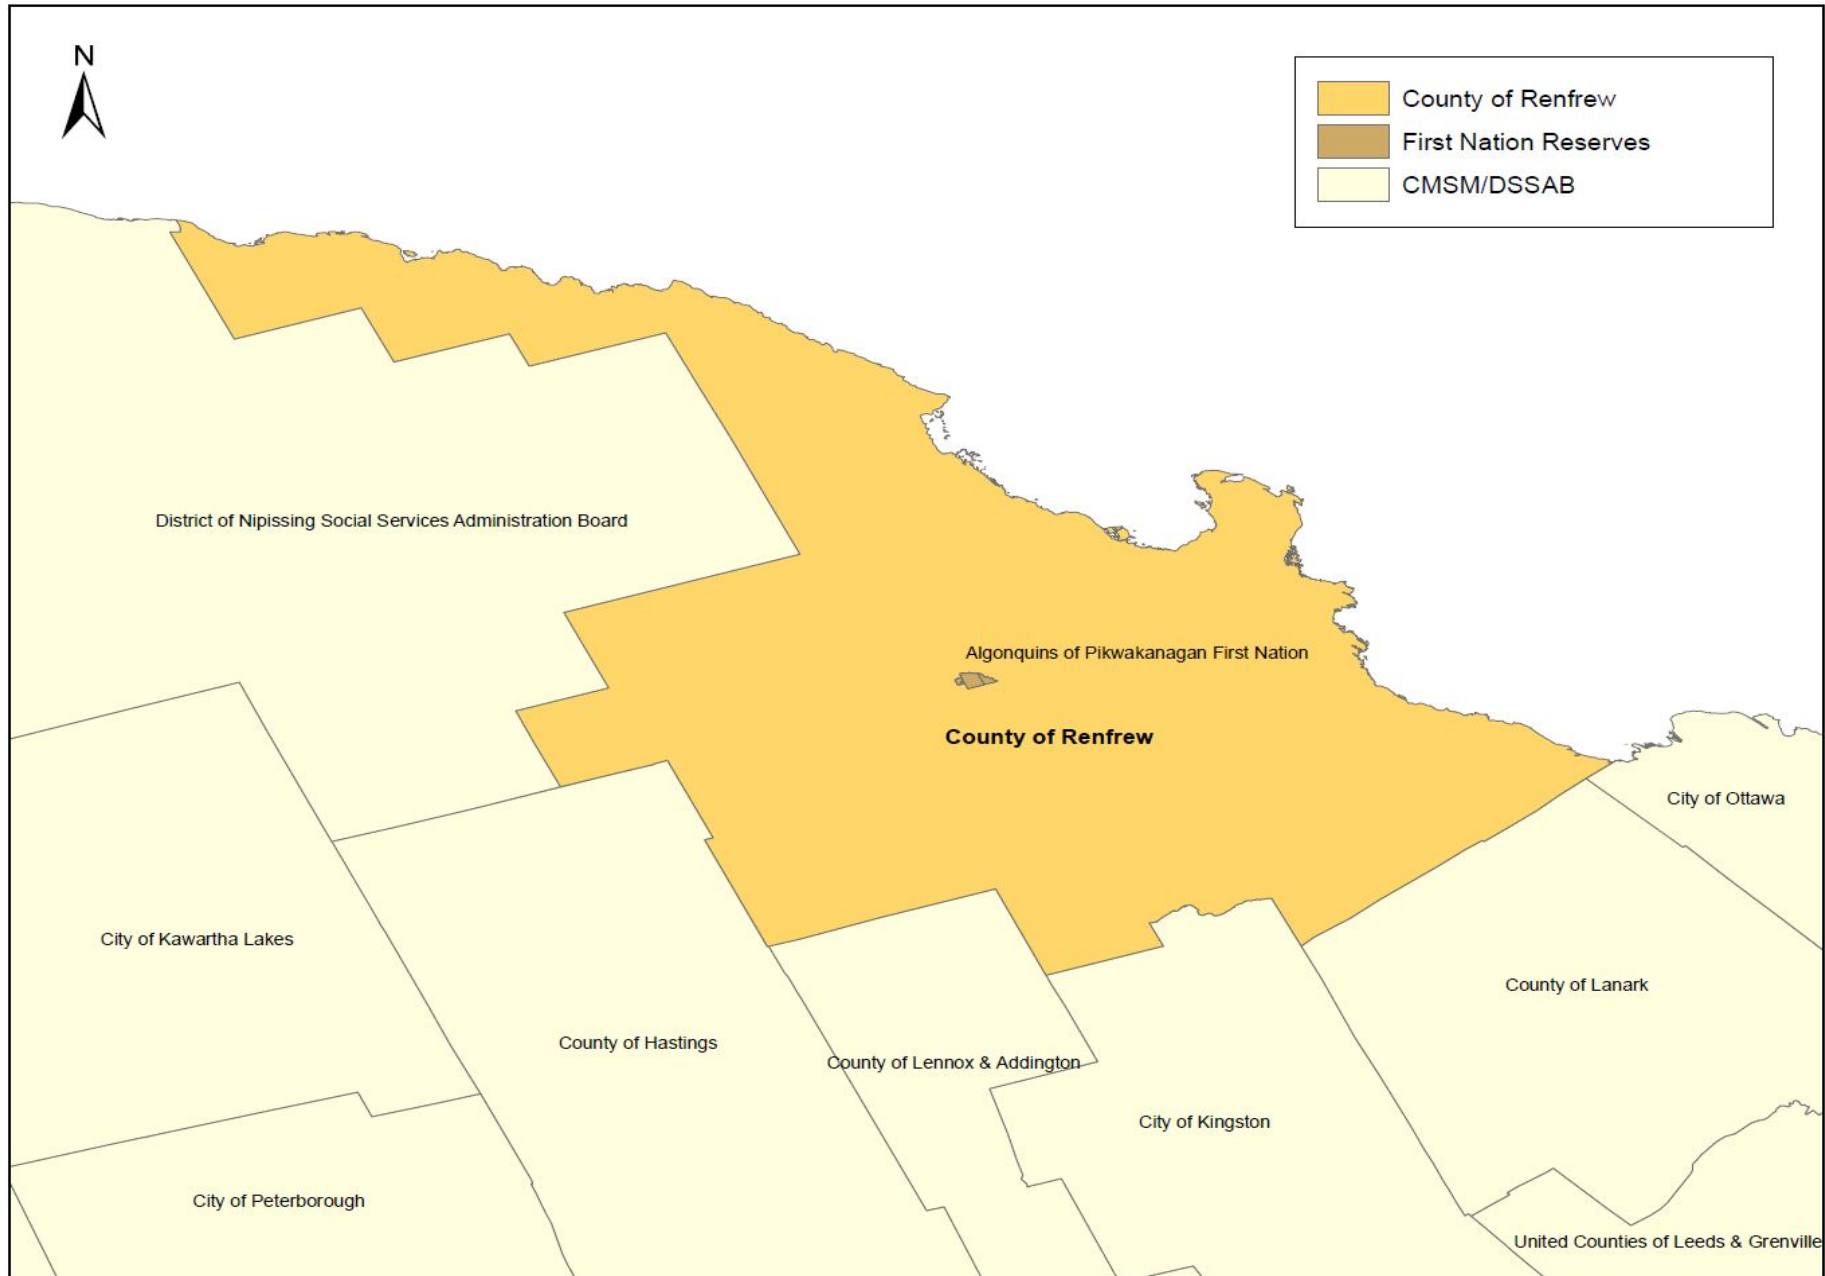 N
County of Renfrew
First Nation Reserves
CMSM/DSSAB
District of Nipissing Social Services Administration Board
Algonquins of Pikwakanagan First Nation
County of Renfrew
City of Ottawa
City of Kawartha Lakes
County of Lanark
County of Hastings
County of Lennox & Addington
City of Kingston
City of Peterborough
United Counties of Leeds & Grenville